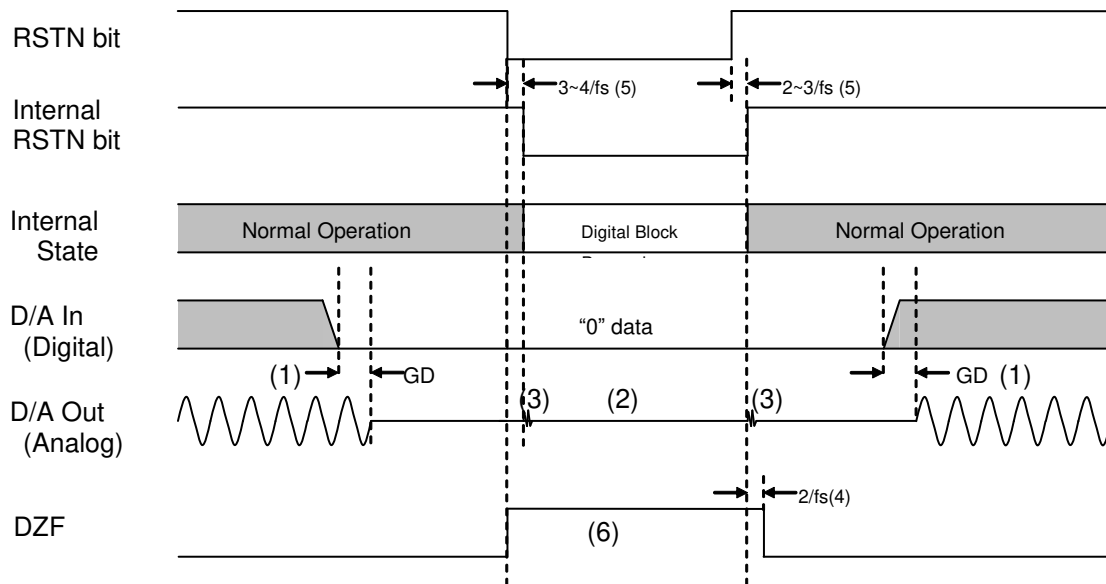 RSTN bit
3~4/fs (5)
2~3/fs (5)
Internal
RSTN bit
Internal
State
Normal Operation
Digital Block
Normal Operation
D/A In
(Digital)
“0” data
(1)
GD
GD (1)
D/A Out
(Analog)
(3)
(2)
(3)
2/fs(4)
DZF
(6)